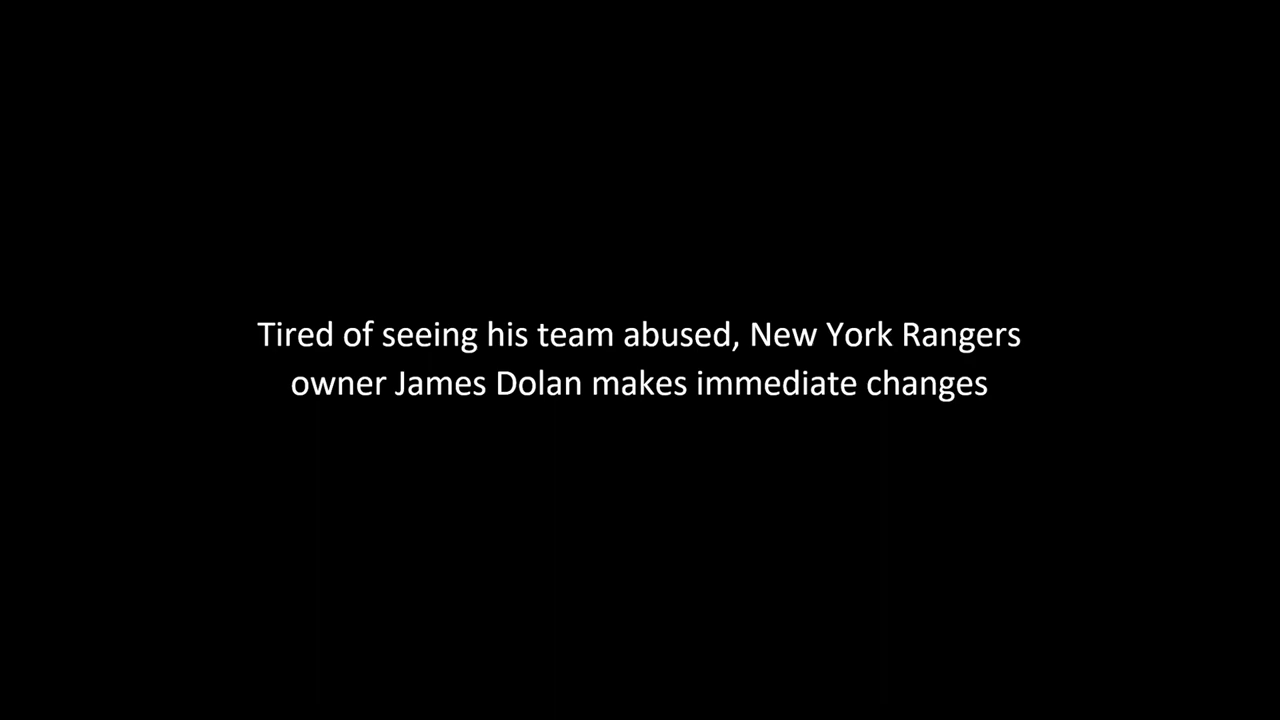 Tired of seeing his team abused, New York Rangers
owner James Dolan makes immediate changes